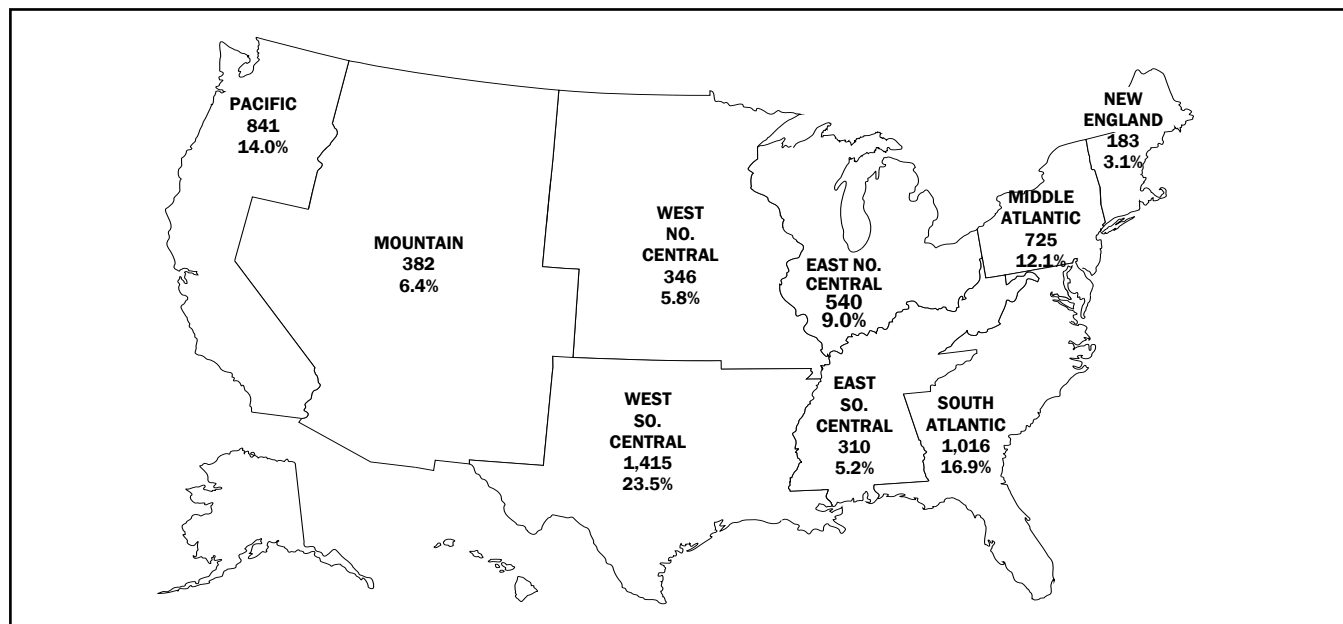 PACIFIC
841
14.0%
MOUNTAIN
382
6.4%
WEST
NO.
CENTRAL
346
5.8%
EAST NO.
CENTRAL
540
9.0%
NEW
ENGLAND
183
3.1%
MIDDLE
ATLANTIC
725
12.1%
WEST
SO.
CENTRAL
1,415
23.5%
EAST
SO.
CENTRAL
310
5.2%
SOUTH
ATLANTIC
1,016
16.9%